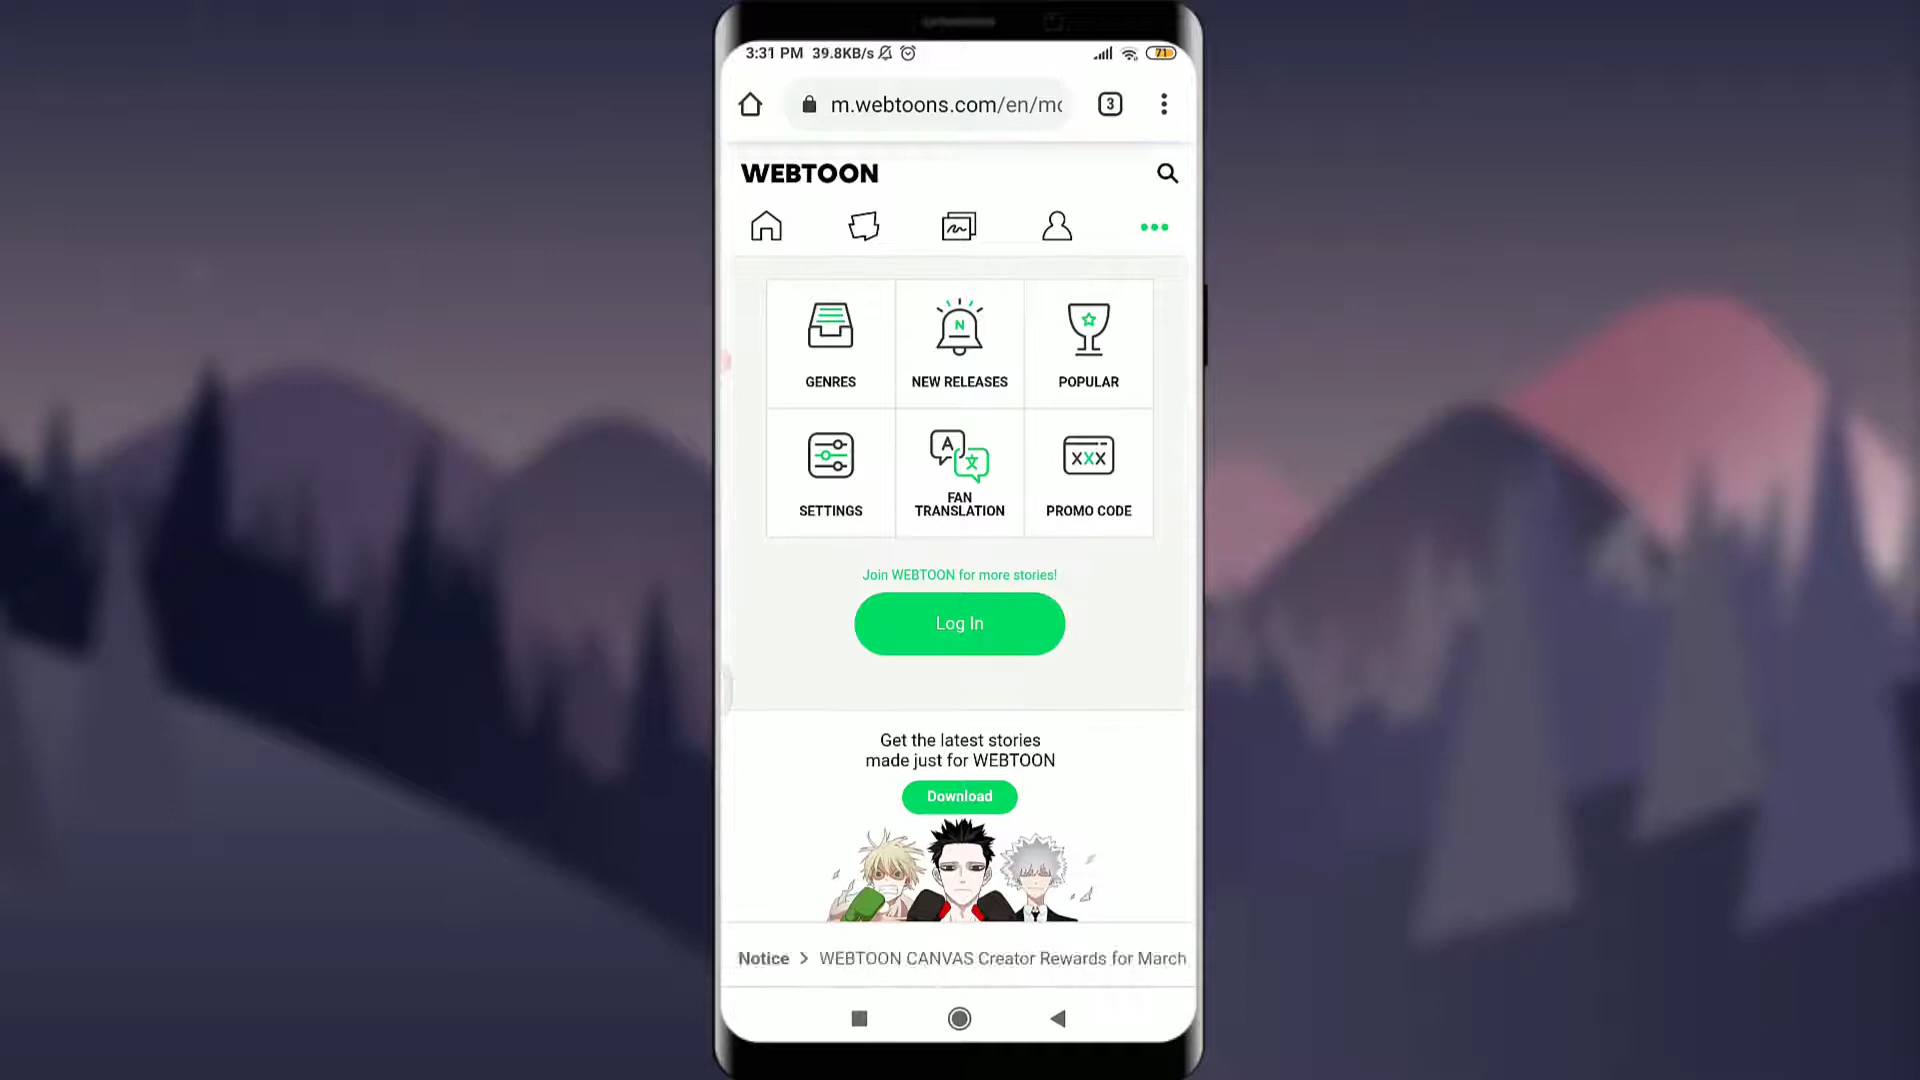 3:31 PM 39.8KB/s 71
m.webtoons.com/en/mo 3
WEBTOON
N
GENRES NEW RELEASES POPULAR
A 文 XXX
FAN
SETTINGS TRANSLATION PROMO CODE
Join WEBTOON for more stories!
Log In
Get the latest stories
made just for WEBTOON
Download
Notice > WEBTOON CANVAS Creator Rewards for March